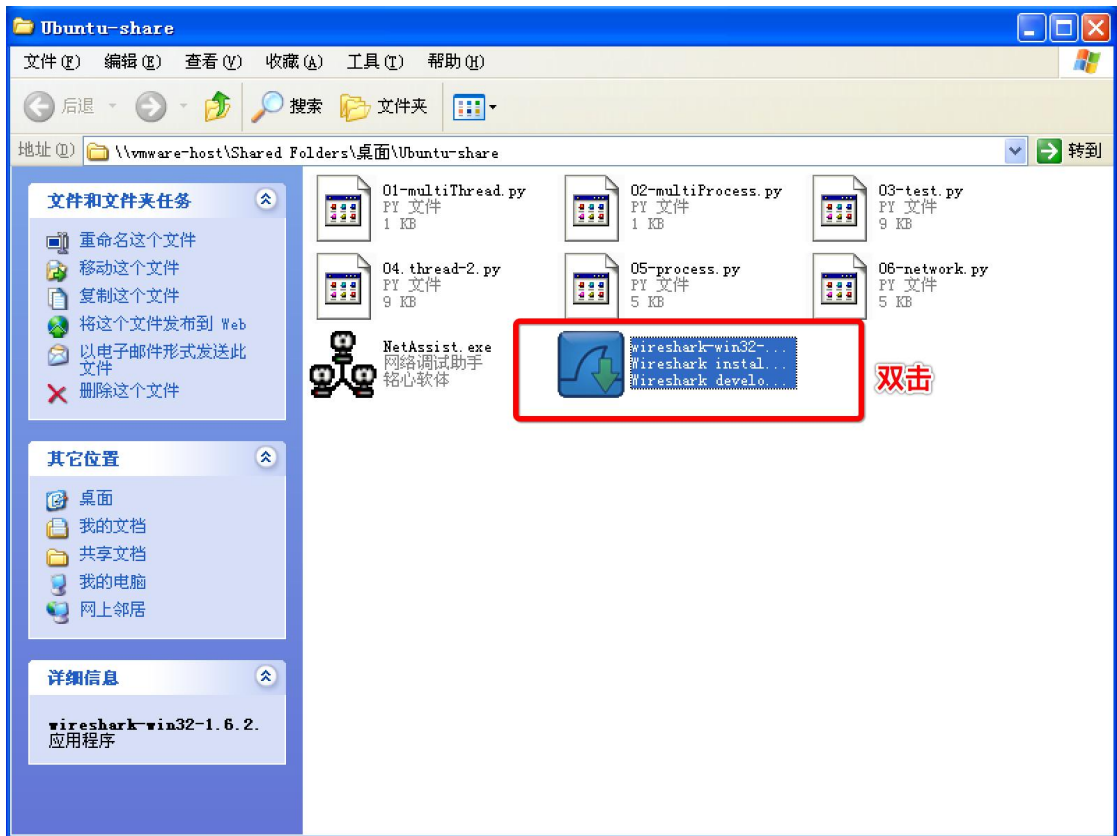 Ubuntu-share
文件(F) 编辑(E) 查看(V) 收藏(A) 工具(T) 帮助(H)
后退 搜索 文件夹
地址(D) \\vmware-host\Shared Folders\桌面\Ubuntu-share 转到
文件和文件夹任务
重命名这个文件
移动这个文件
复制这个文件
将这个文件发布到 Web
以电子邮件形式发送此
文件
删除这个文件
其它位置
桌面
我的文档
共享文档
我的电脑
网上邻居
详细信息
wireshark-win32-1.6.2.
应用程序
01-multiThread.py
PY 文件
1 KB
02-multiProcess.py
PY 文件
1 KB
03-test.py
PY 文件
9 KB
04.thread-2.py
PY 文件
9 KB
05-process.py
PY 文件
5 KB
06-network.py
PY 文件
5 KB
NetAssist.exe
网络调试助手
铭心软体
wireshark-win32-...
Wireshark instal...
Wireshark develo...
双击